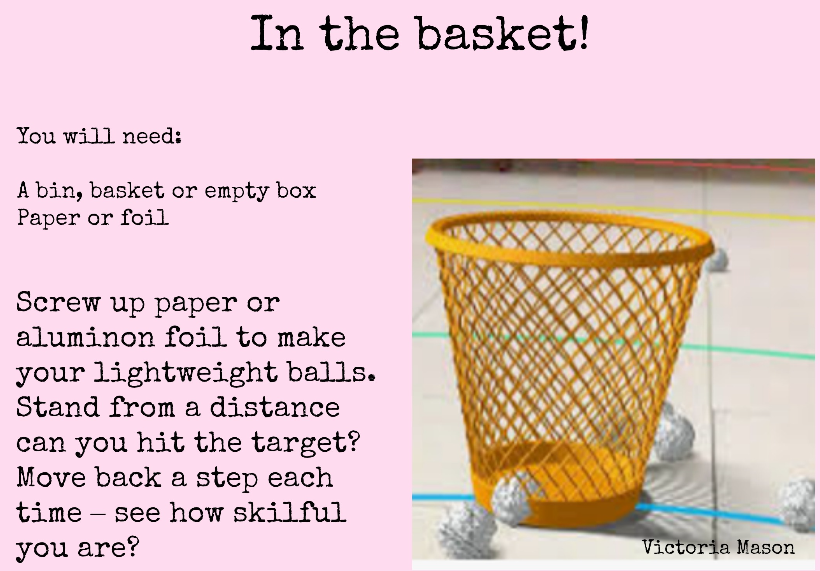 In the basket!
You will need:
A bin, basket or empty box
Paper or foil
Screw up paper or
aluminon foil to make
your lightweight balls.
Stand from a distance
can you hit the target?
Move back a step each
time – see how skilful
you are?
Victoria Mason